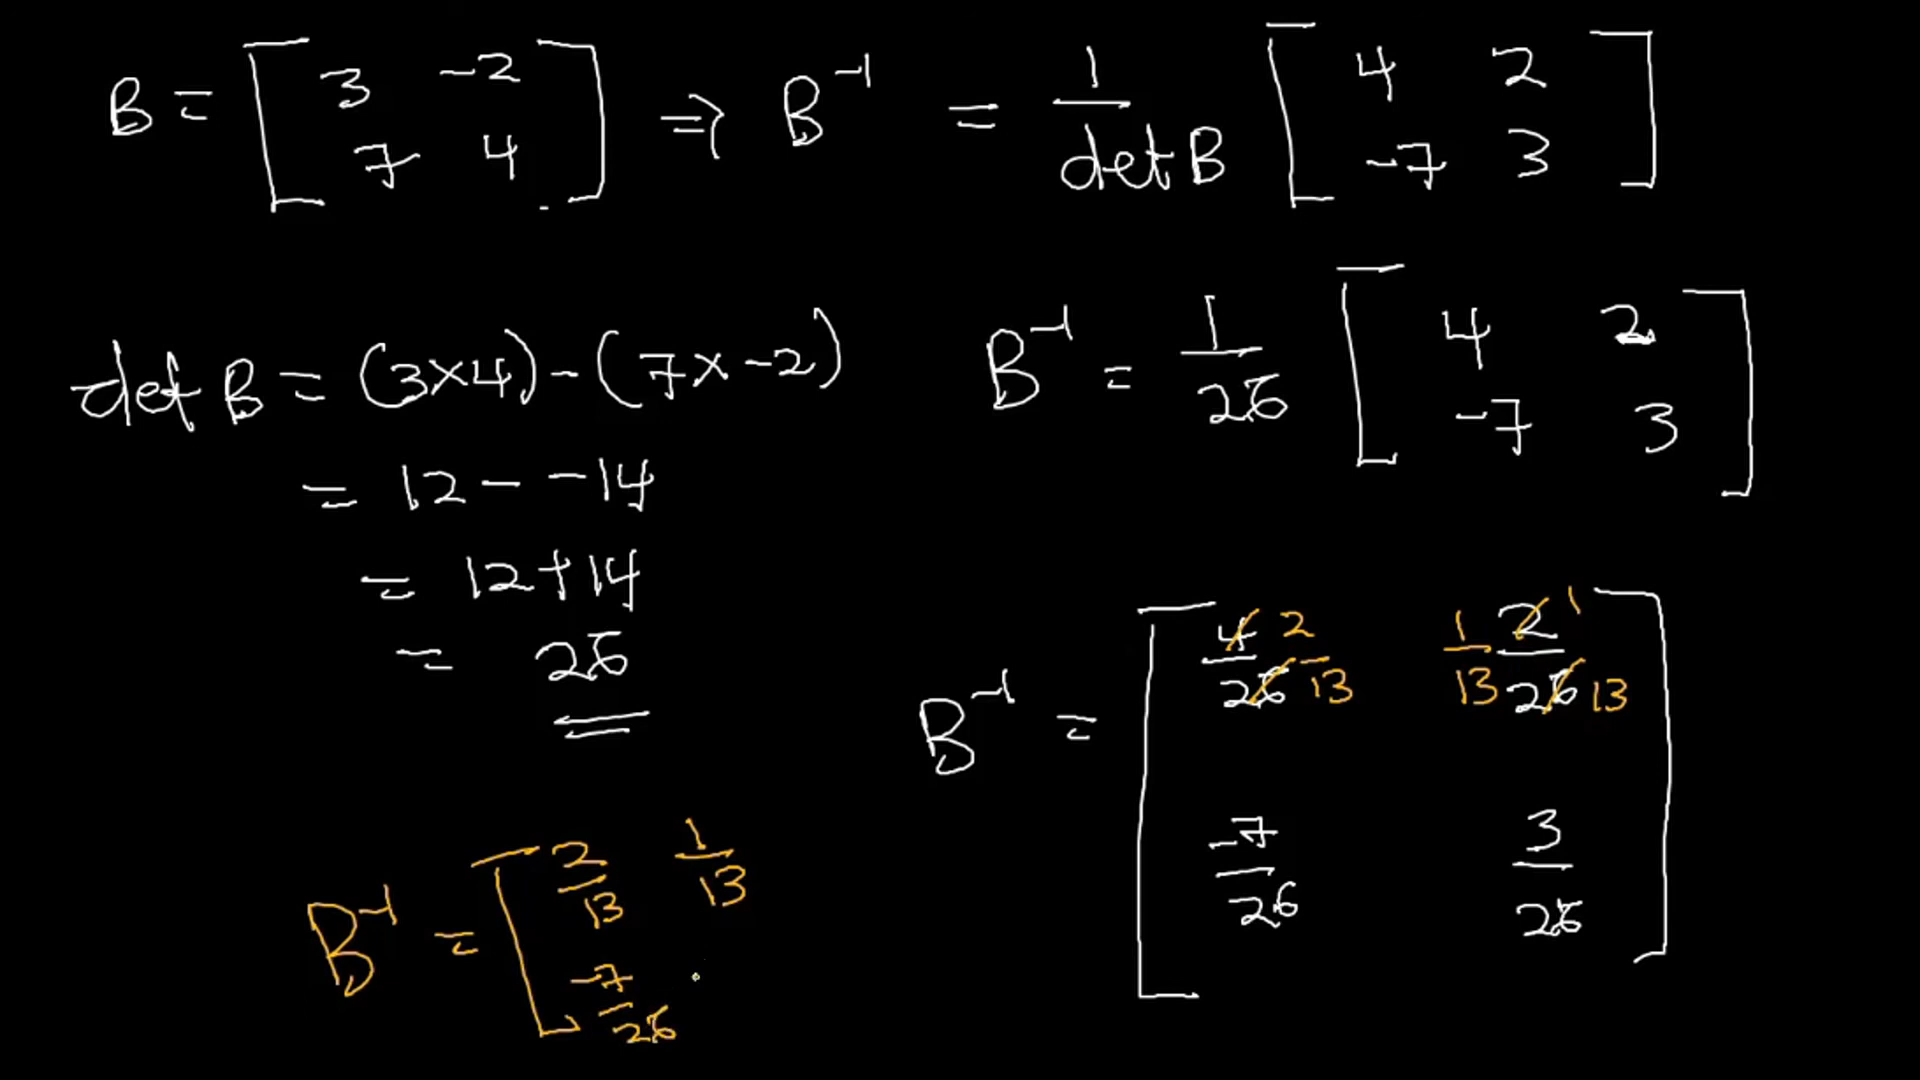 B = [ 3 -2 ; 7 4 ] ⇒ B⁻¹ = 1/det B [ 4 2 ; -7 3 ]
det B = (3×4) - (7× -2)
= 12 - -14
= 12+14
= 26
B⁻¹ = 1/26 [ 4 2 ; -7 3 ]
B⁻¹ = [ 4/26 2/13 1/13 2/26 1 13 ; -7/26 3/26 ]
B⁻¹ = [ 2/13 1/13 ; -7/26